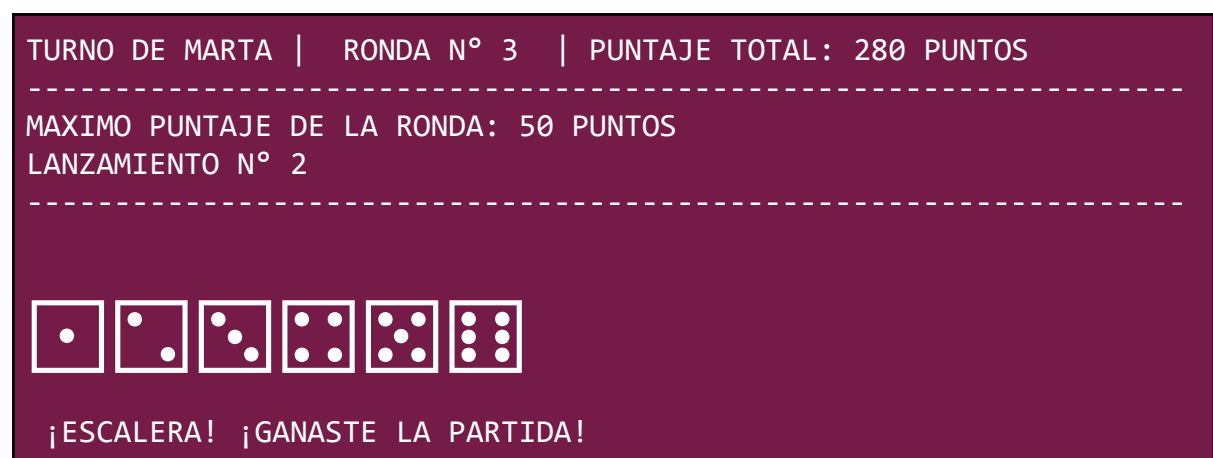 TURNO DE MARTA | RONDA N° 3 | PUNTAJE TOTAL: 280 PUNTOS
------------------------------------------------------------------
MAXIMO PUNTAJE DE LA RONDA: 50 PUNTOS
LANZAMIENTO N° 2
------------------------------------------------------------------
¡ESCALERA! ¡GANASTE LA PARTIDA!